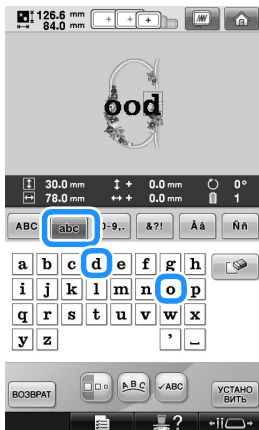 126.6 mm
84.0 mm
ood
30.0 mm + 0.0 mm 0°
78.0 mm + 0.0 mm 1
ABC abc 0-9,. &?! Ää Ññ
a b c d e f g h
i j k l m n o p
q r s t u v w x
y z ' _
ВОЗВРАТ ABC ✓ABC УСТАНО
ВИТЬ
?